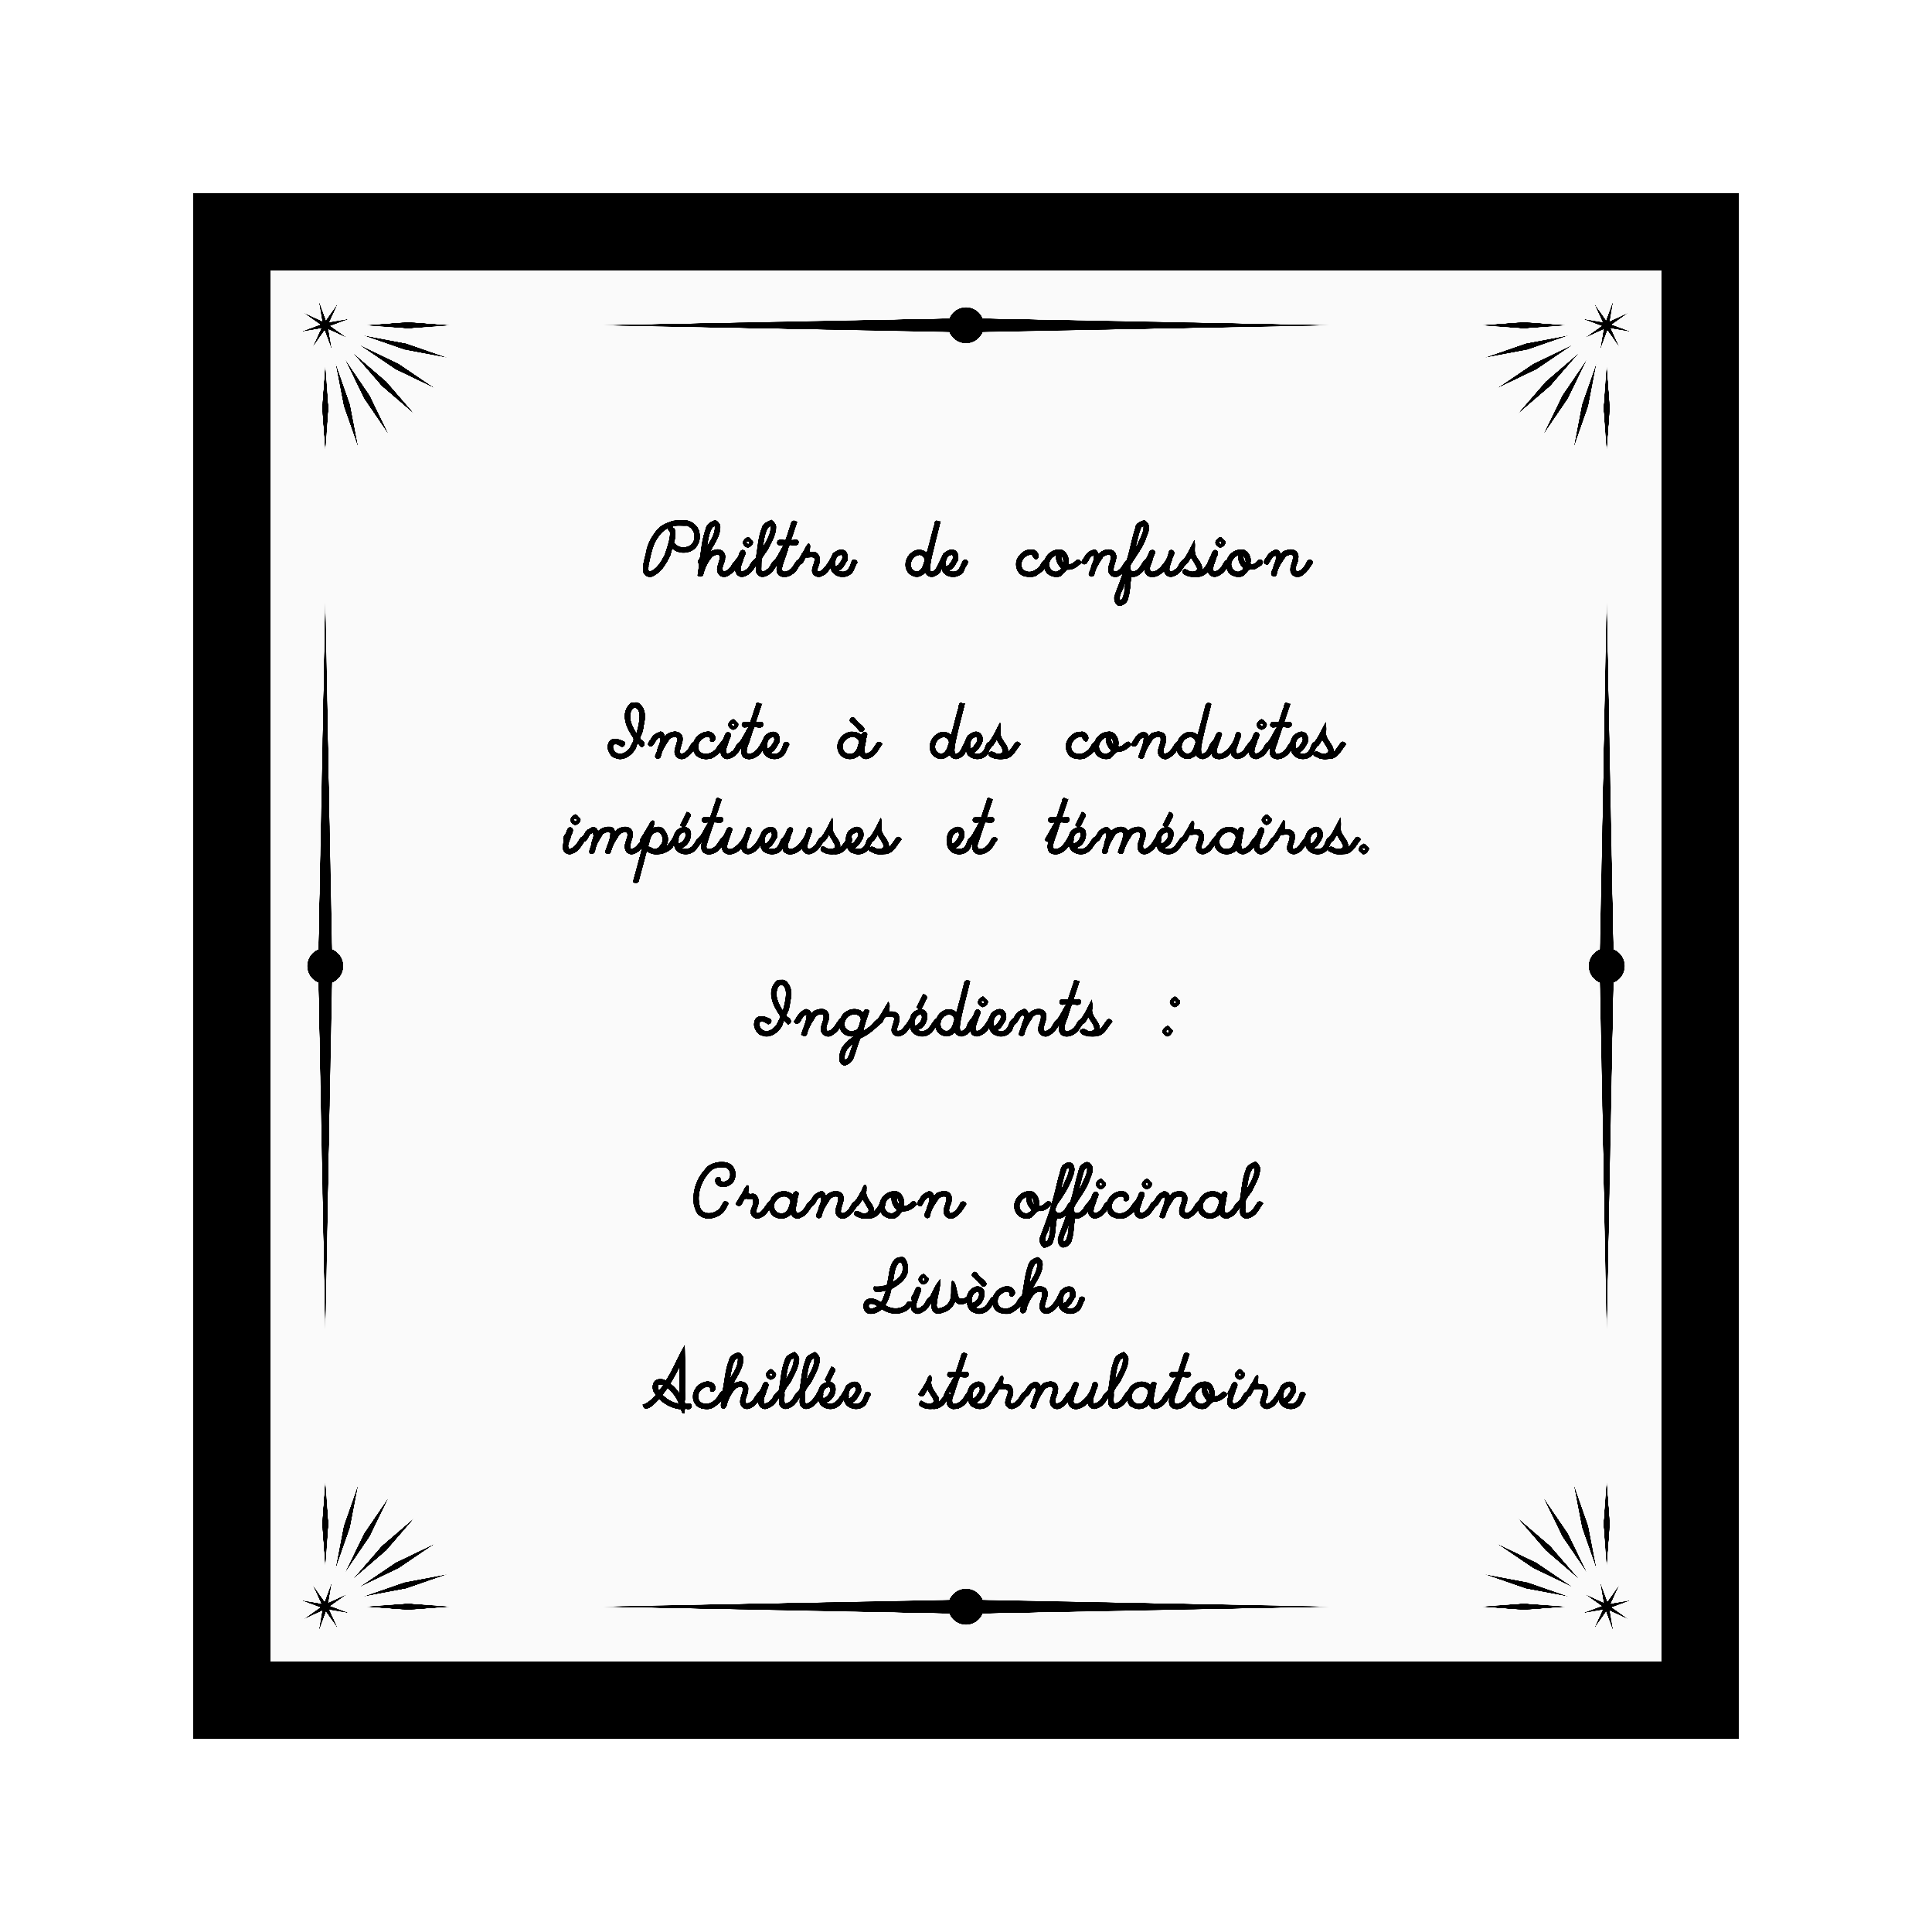 Philtre de confusion
Incite à des conduites
impétueuses et téméraires.
Ingrédients :
Cranson officinal
Livèche
Achillée sternulatoire